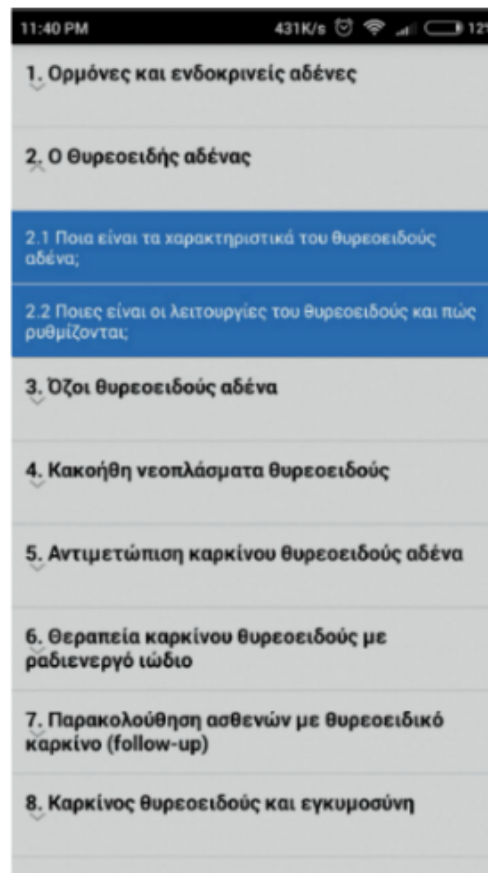 11:40 PM 431K/s 12%
1. Ορμόνες και ενδοκρινείς αδένες
2. Ο Θυρεοειδής αδένας
2.1 Ποια είναι τα χαρακτηριστικά του θυρεοειδούς
αδένα;
2.2 Ποιες είναι οι λειτουργίες του θυρεοειδούς και πώς
ρυθμίζονται;
3. Όζοι θυρεοειδούς αδένα
4. Κακοήθη νεοπλάσματα θυρεοειδούς
5. Αντιμετώπιση καρκίνου θυρεοειδούς αδένα
6. Θεραπεία καρκίνου θυρεοειδούς με
ραδιενεργό ιώδιο
7. Παρακολούθηση ασθενών με θυρεοειδικό
καρκίνο (follow-up)
8. Καρκίνος θυρεοειδούς και εγκυμοσύνη